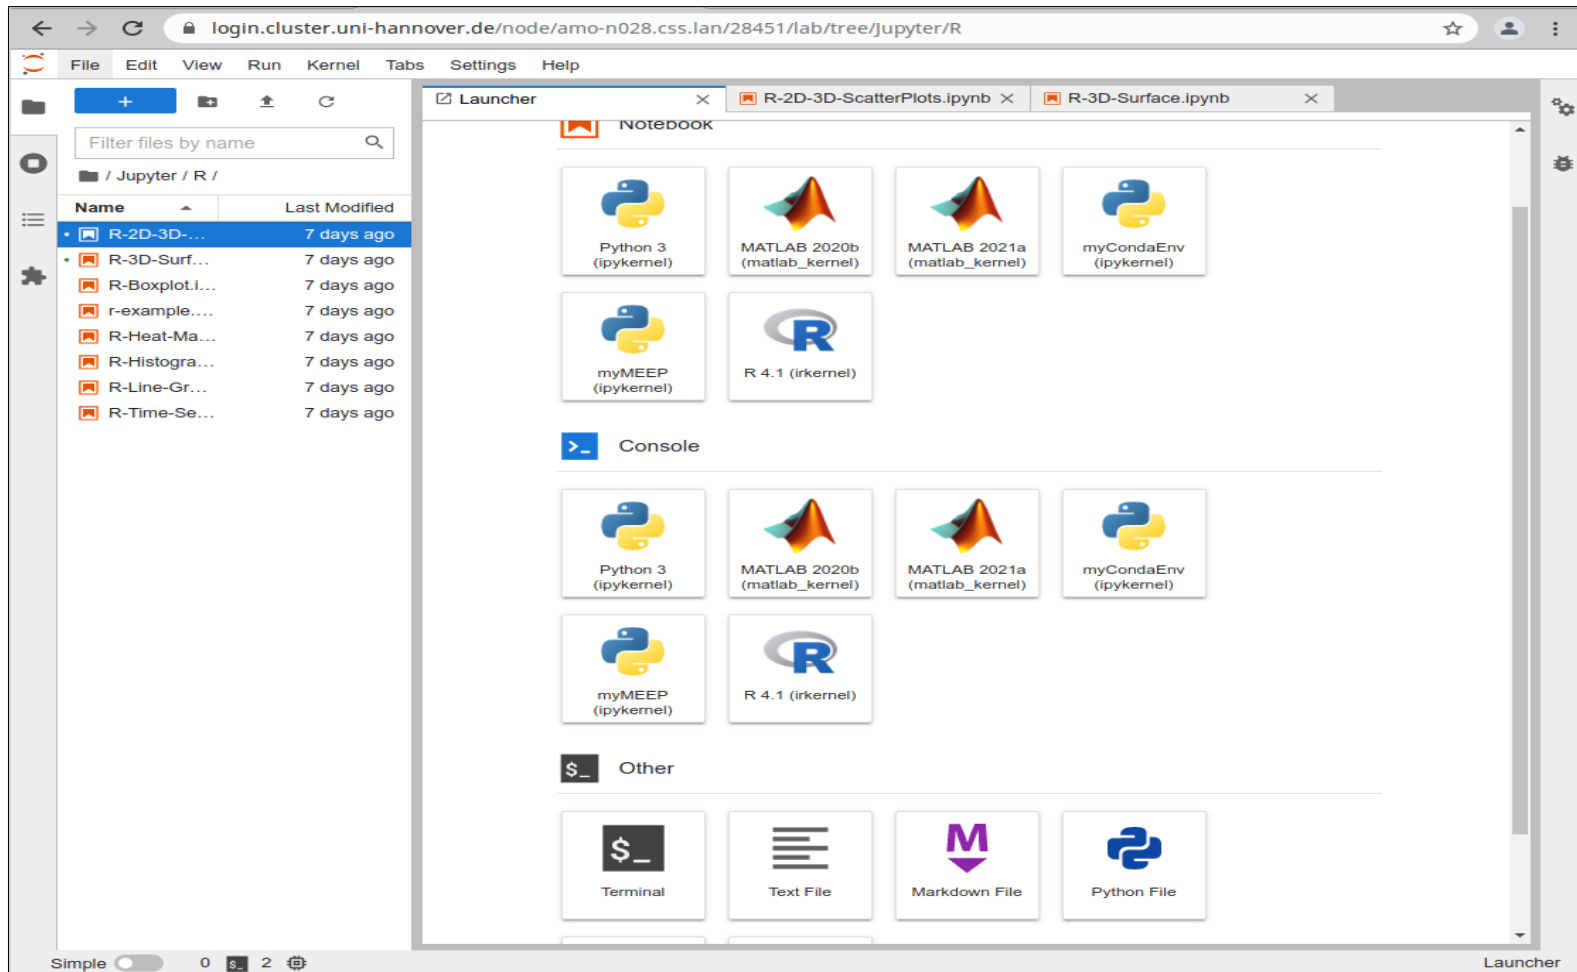 login.cluster.uni-hannover.de/node/amo-n028.css.lan/28451/lab/tree/Jupyter/R
File Edit View Run Kernel Tabs Settings Help
+
Filter files by name
/ Jupyter / R /
Name Last Modified
R-2D-3D-... 7 days ago
R-3D-Surf... 7 days ago
R-Boxplot.i... 7 days ago
r-example.... 7 days ago
R-Heat-Ma... 7 days ago
R-Histogra... 7 days ago
R-Line-Gr... 7 days ago
R-Time-Se... 7 days ago
Launcher R-2D-3D-ScatterPlots.ipynb R-3D-Surface.ipynb
Notebook
Python 3
(ipykernel)
MATLAB 2020b
(matlab_kernel)
MATLAB 2021a
(matlab_kernel)
myCondaEnv
(ipykernel)
myMEEP
(ipykernel)
R
R 4.1 (irkernel)
>_ Console
Python 3
(ipykernel)
MATLAB 2020b
(matlab_kernel)
MATLAB 2021a
(matlab_kernel)
myCondaEnv
(ipykernel)
myMEEP
(ipykernel)
R
R 4.1 (irkernel)
$_ Other
$_
Terminal
Text File
M
Markdown File
Python File
Simple 0 $_ 2 Launcher